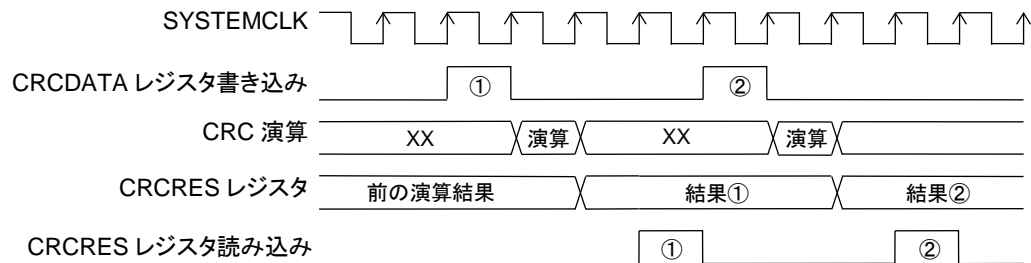 SYSTEMCLK
CRCDATA レジスタ書き込み ① ②
CRC 演算 XX 演算 XX 演算
CRCRES レジスタ 前の演算結果 結果① 結果②
CRCRES レジスタ読み込み ① ②